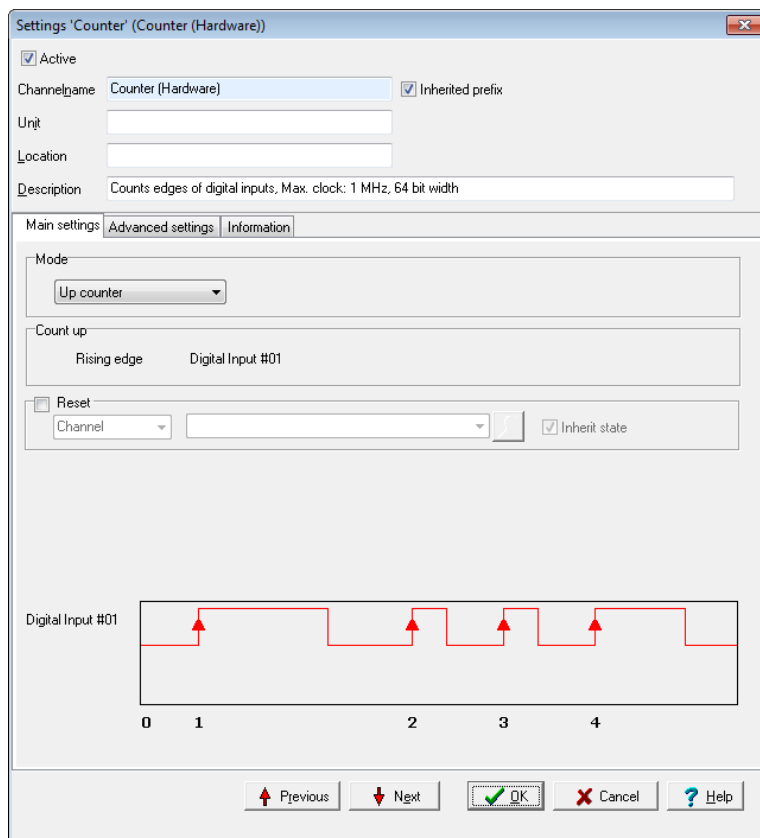 Settings 'Counter' (Counter (Hardware))
Active
Channelname Counter (Hardware) Inherited prefix
Unit
Location
Description Counts edges of digital inputs, Max. clock: 1 MHz, 64 bit width
Main settings Advanced settings Information
Mode
Up counter
Count up
Rising edge Digital Input #01
Reset
Channel Inherit state
Digital Input #01
0 1 2 3 4
Previous Next OK Cancel Help